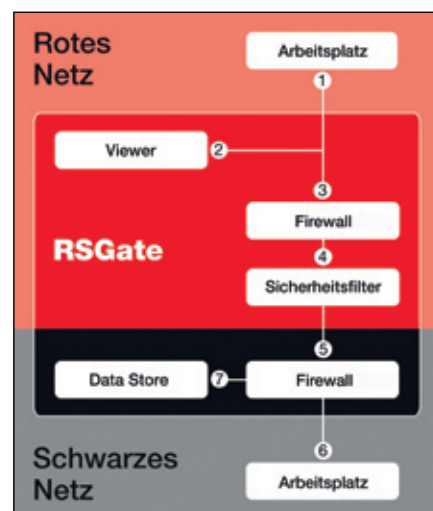 Rotes
Netz
Arbeitsplatz
1
Viewer
2
3
Firewall
RSGate
4
Sicherheitsfilter
5
Data Store
7
Firewall
6
Schwarzes
Netz
Arbeitsplatz